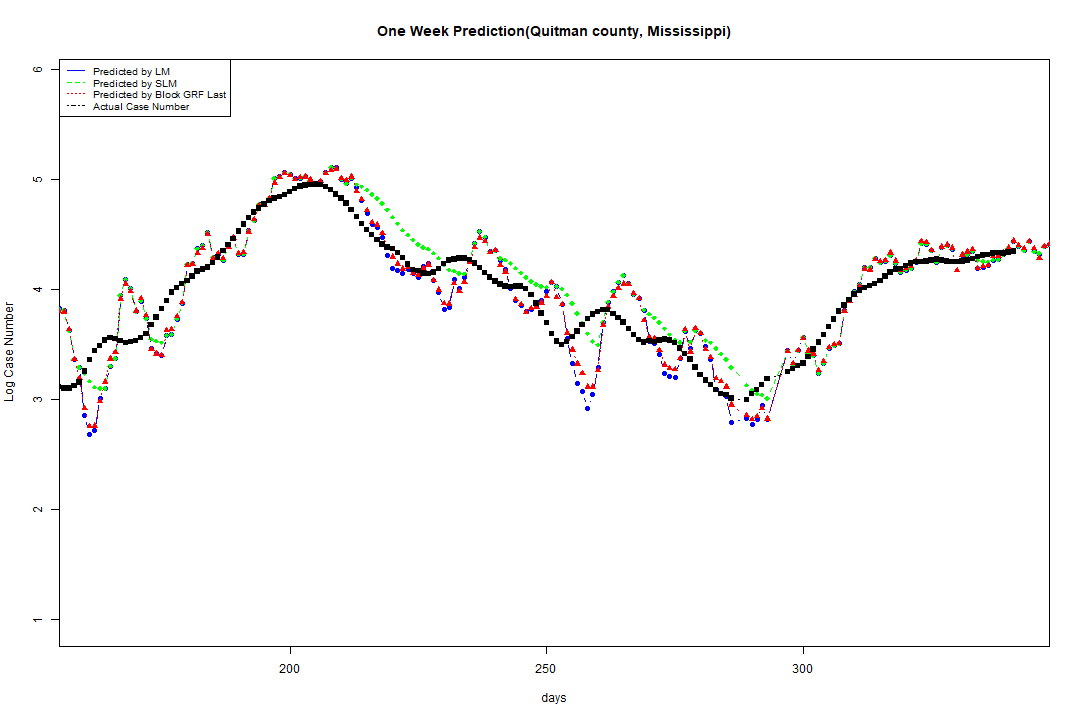 One Week Prediction(Quitman county, Mississippi)
Predicted by LM
Predicted by SLM
Predicted by Block GRF Last
Actual Case Number
6
5
4
3
2
1
Log Case Number
200 250 300
days